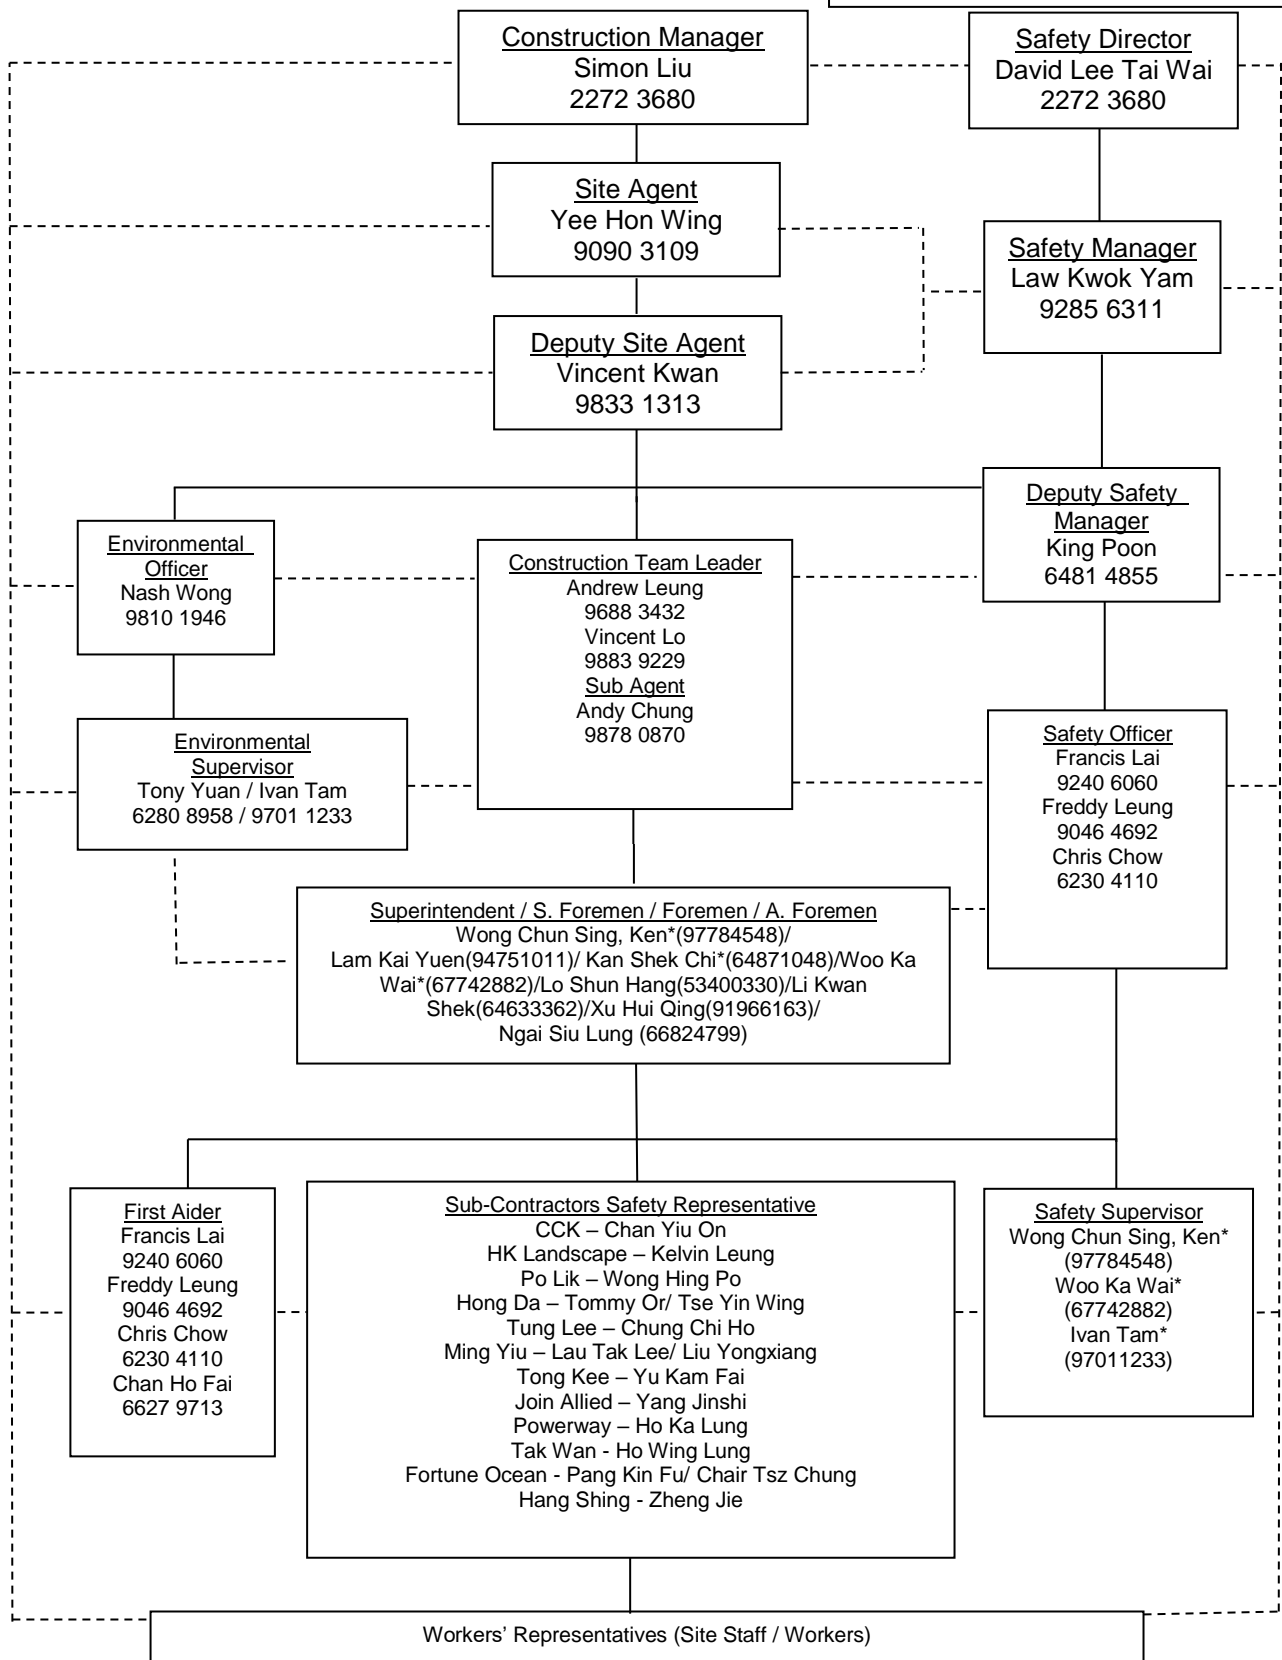 Construction Manager
Simon Liu
2272 3680
Safety Director
David Lee Tai Wai
2272 3680
Site Agent
Yee Hon Wing
9090 3109
Safety Manager
Law Kwok Yam
9285 6311
Deputy Site Agent
Vincent Kwan
9833 1313
Deputy Safety
Manager
King Poon
6481 4855
Environmental
Officer
Nash Wong
9810 1946
Construction Team Leader
Andrew Leung
9688 3432
Vincent Lo
9883 9229
Sub Agent
Andy Chung
9878 0870
Environmental
Supervisor
Tony Yuan / Ivan Tam
6280 8958 / 9701 1233
Safety Officer
Francis Lai
9240 6060
Freddy Leung
9046 4692
Chris Chow
6230 4110
Superintendent / S. Foremen / Foremen / A. Foremen
Wong Chun Sing, Ken*(97784548)/
Lam Kai Yuen(94751011)/ Kan Shek Chi*(64871048)/Woo Ka
Wai*(67742882)/Lo Shun Hang(53400330)/Li Kwan
Shek(64633362)/Xu Hui Qing(91966163)/
Ngai Siu Lung (66824799)
First Aider
Francis Lai
9240 6060
Freddy Leung
9046 4692
Chris Chow
6230 4110
Chan Ho Fai
6627 9713
Sub-Contractors Safety Representative
CCK – Chan Yiu On
HK Landscape – Kelvin Leung
Po Lik – Wong Hing Po
Hong Da – Tommy Or/ Tse Yin Wing
Tung Lee – Chung Chi Ho
Ming Yiu – Lau Tak Lee/ Liu Yongxiang
Tong Kee – Yu Kam Fai
Join Allied – Yang Jinshi
Powerway – Ho Ka Lung
Tak Wan - Ho Wing Lung
Fortune Ocean - Pang Kin Fu/ Chair Tsz Chung
Hang Shing - Zheng Jie
Safety Supervisor
Wong Chun Sing, Ken*
(97784548)
Woo Ka Wai*
(67742882)
Ivan Tam*
(97011233)
Workers' Representatives (Site Staff / Workers)